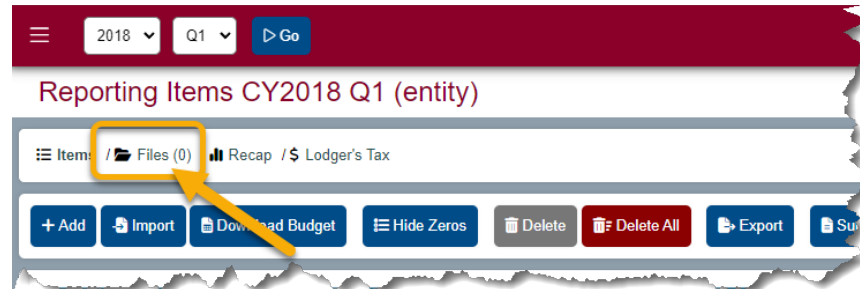 2018 Q1 Go
Reporting Items CY2018 Q1 (entity)
Items / Files (0) Recap / $ Lodger's Tax
+ Add Import Download Budget Hide Zeros Delete Delete All Export